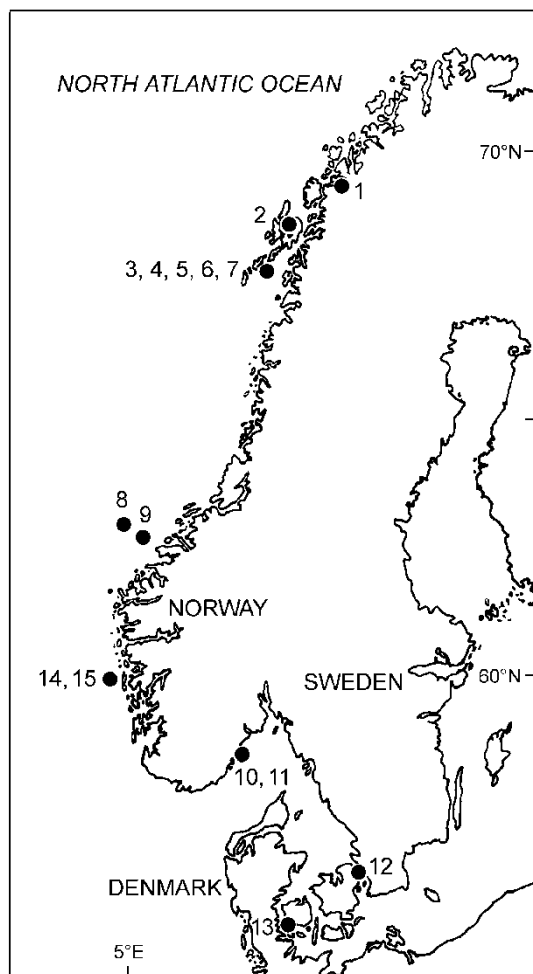 NORTH ATLANTIC OCEAN
70°N
1
2
3, 4, 5, 6, 7
8
9
NORWAY
14, 15
SWEDEN
60°N
10, 11
12
DENMARK
13
5°E